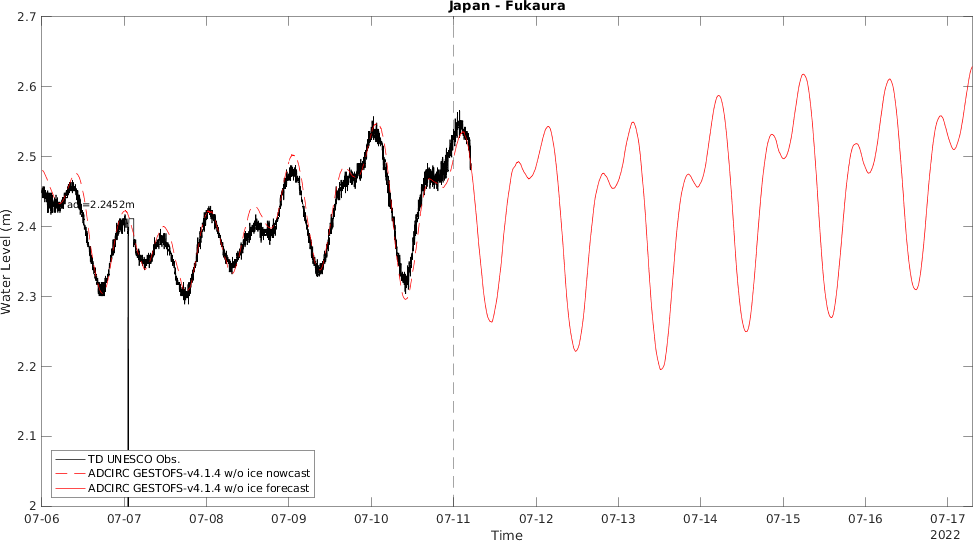 Japan - Fukaura
2.7
2.6
2.5
2.4
2.3
2.2
2.1
2
Water Level (m)
=2.2452m
TD UNESCO Obs.
ADCIRC GESTOFS-v4.1.4 w/o ice nowcast
ADCIRC GESTOFS-v4.1.4 w/o ice forecast
07-06 07-07 07-08 07-09 07-10 07-11 07-12 07-13 07-14 07-15 07-16 07-17
Time
2022